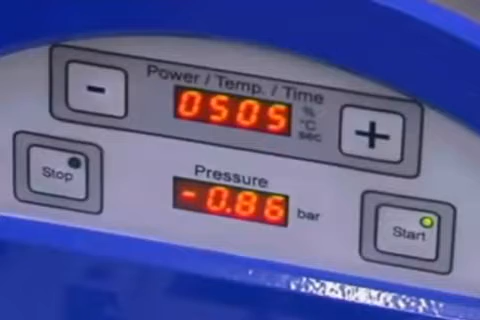 Power / Temp. / Time
-
0505
%
°C
sec
+
Stop
Pressure
-0.86 bar
Start